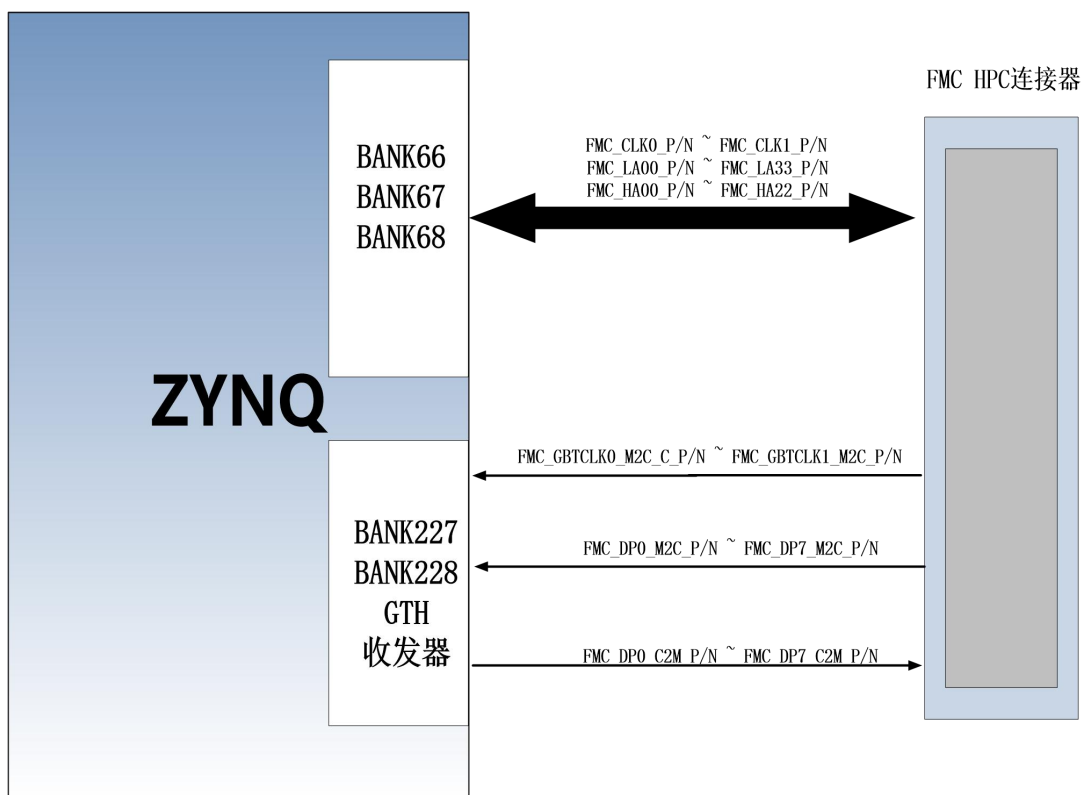 FMC HPC连接器
FMC_CLK0_P/N ~ FMC_CLK1_P/N
FMC_LA00_P/N ~ FMC_LA33_P/N
FMC_HA00_P/N ~ FMC_HA22_P/N
BANK66
BANK67
BANK68
ZYNQ
FMC_GBTCLK0_M2C_C_P/N ~ FMC_GBTCLK1_M2C_P/N
BANK227
BANK228
GTH
收发器
FMC_DP0_M2C_P/N ~ FMC_DP7_M2C_P/N
FMC_DP0_C2M_P/N ~ FMC_DP7_C2M_P/N